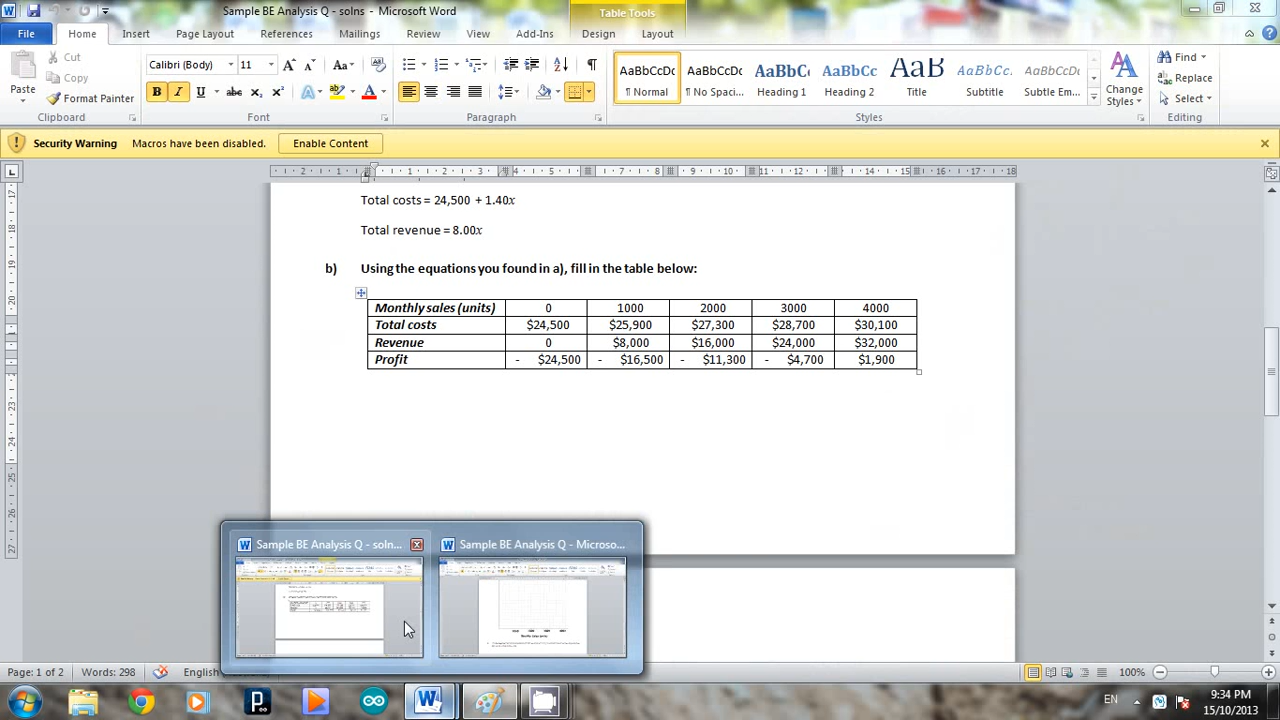 Sample BE Analysis Q - solns - Microsoft Word
Table Tools
File Home Insert Page Layout References Mailings Review View Add-Ins Design Layout
Cut
Copy
Format Painter
Paste
Clipboard
Calibri (Body) 11
Font
Paragraph
AaBbCcDc AaBbCcDc AaBbCc AaBbCc AaB AaBbCc. AaBbCcDc
¶ Normal ¶ No Spaci... Heading 1 Heading 2 Title Subtitle Subtle Em...
Styles
Change
Styles
Find
Replace
Select
Editing
Security Warning Macros have been disabled. Enable Content
Total costs = 24,500 + 1.40x
Total revenue = 8.00x
b) Using the equations you found in a), fill in the table below:
Monthly sales (units) 0 1000 2000 3000 4000
Total costs $24,500 $25,900 $27,300 $28,700 $30,100
Revenue 0 $8,000 $16,000 $24,000 $32,000
Profit - $24,500 - $16,500 - $11,300 - $4,700 $1,900
Sample BE Analysis Q - soln... Sample BE Analysis Q - Microso...
Page: 1 of 2 Words: 298 English 100%
EN
9:34 PM
15/10/2013